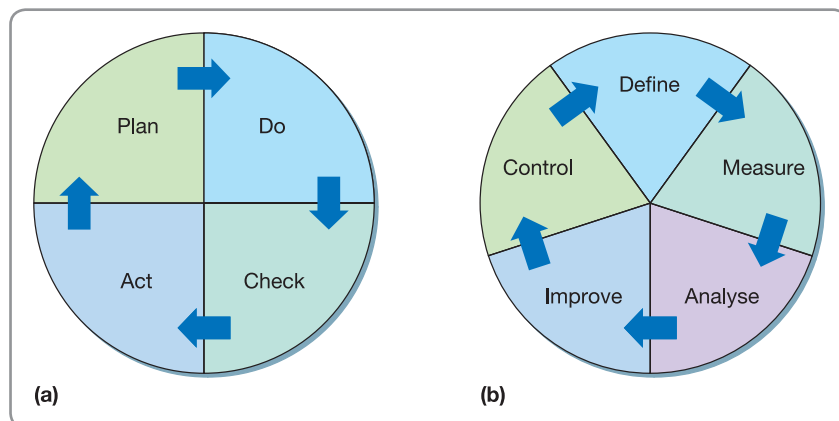 Plan
Do
Act
Check
(a)
Define
Control
Measure
Improve
Analyse
(b)